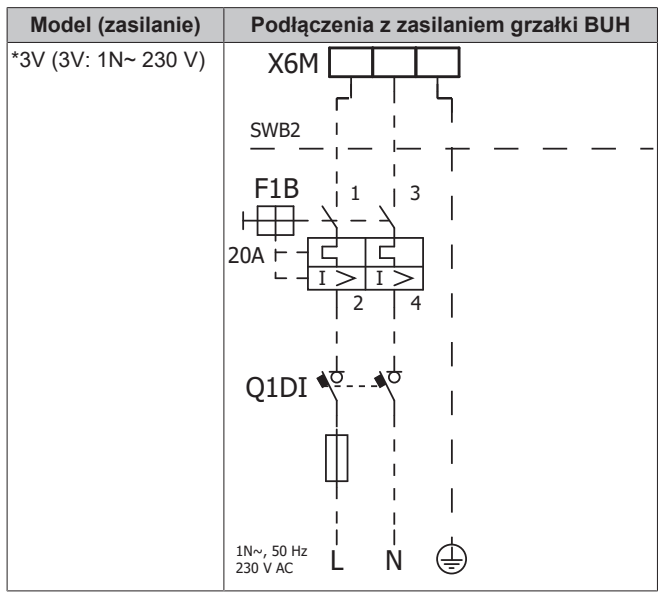 Model (zasilanie)
Podłączenia z zasilaniem grzałki BUH
*3V (3V: 1N~ 230 V)
X6M
SWB2
F1B
1
3
20A
I >
I >
2
4
Q1DI
1N~, 50 Hz
230 V AC
L
N